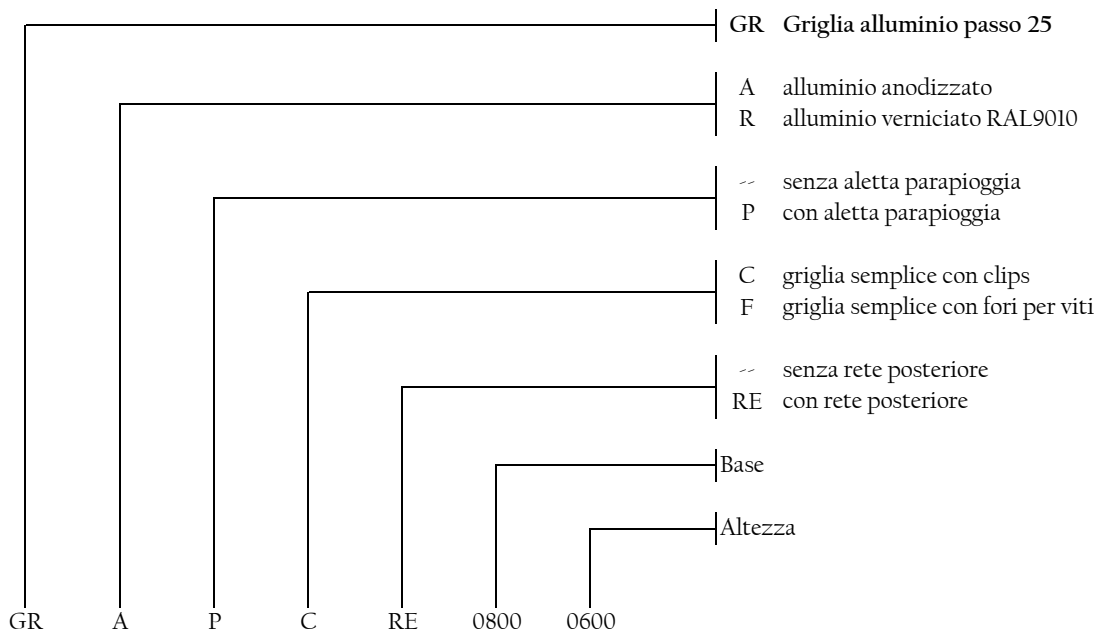 GR Griglia alluminio passo 25
A alluminio anodizzato
R alluminio verniciato RAL9010
-- senza aletta parapioggia
P con aletta parapioggia
C griglia semplice con clips
F griglia semplice con fori per viti
-- senza rete posteriore
RE con rete posteriore
Base
Altezza
GR A P C RE 0800 0600